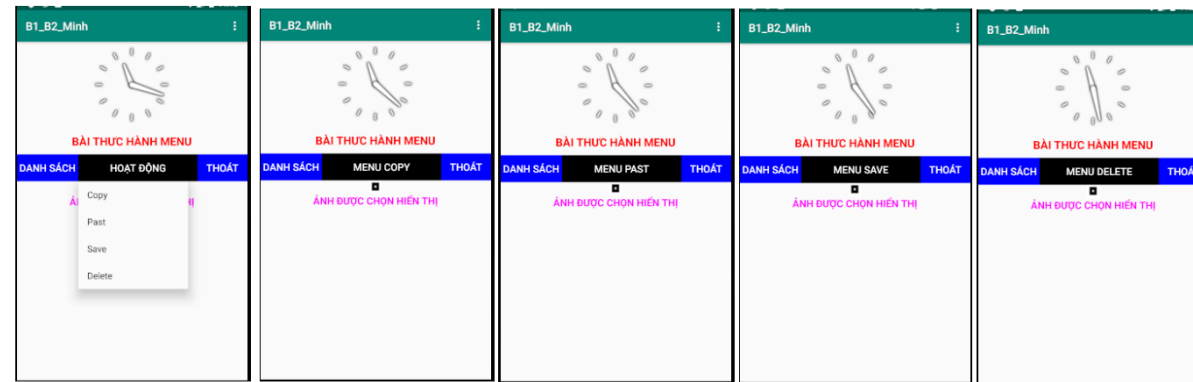 B1_B2_Minh
BÀI THỰC HÀNH MENU
DANH SÁCH HOẠT ĐỘNG THOÁT
Copy
Past
Save
Delete
B1_B2_Minh
BÀI THỰC HÀNH MENU
DANH SÁCH MENU COPY THOÁT
ẢNH ĐƯỢC CHỌN HIỂN THỊ
B1_B2_Minh
BÀI THỰC HÀNH MENU
DANH SÁCH MENU PAST THOÁT
ẢNH ĐƯỢC CHỌN HIỂN THỊ
B1_B2_Minh
BÀI THỰC HÀNH MENU
DANH SÁCH MENU SAVE THOÁT
ẢNH ĐƯỢC CHỌN HIỂN THỊ
B1_B2_Minh
BÀI THỰC HÀNH MENU
DANH SÁCH MENU DELETE
ẢNH ĐƯỢC CHỌN HIỂN THỊ